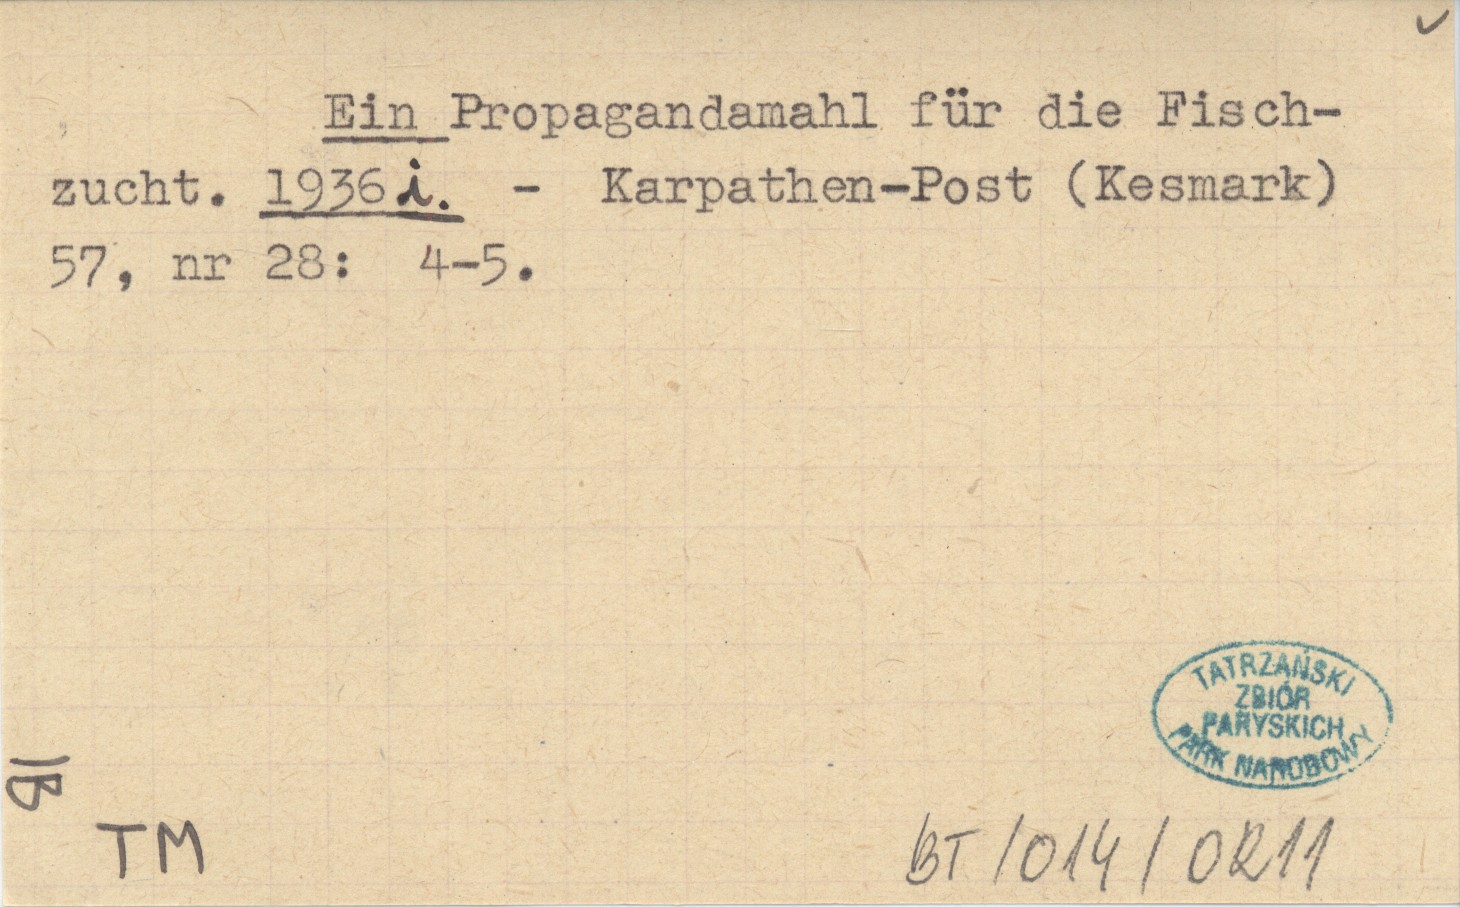 Ein Propagandamahl für die Fisch-
zucht. 1936 i. - Karpathen-Post (Kesmark)
57, nr 28: 4-5.
TATRZAŃSKI
ZBIÓR
PARYSKICH
PARK NARODOWY
TM
BT/014/0211